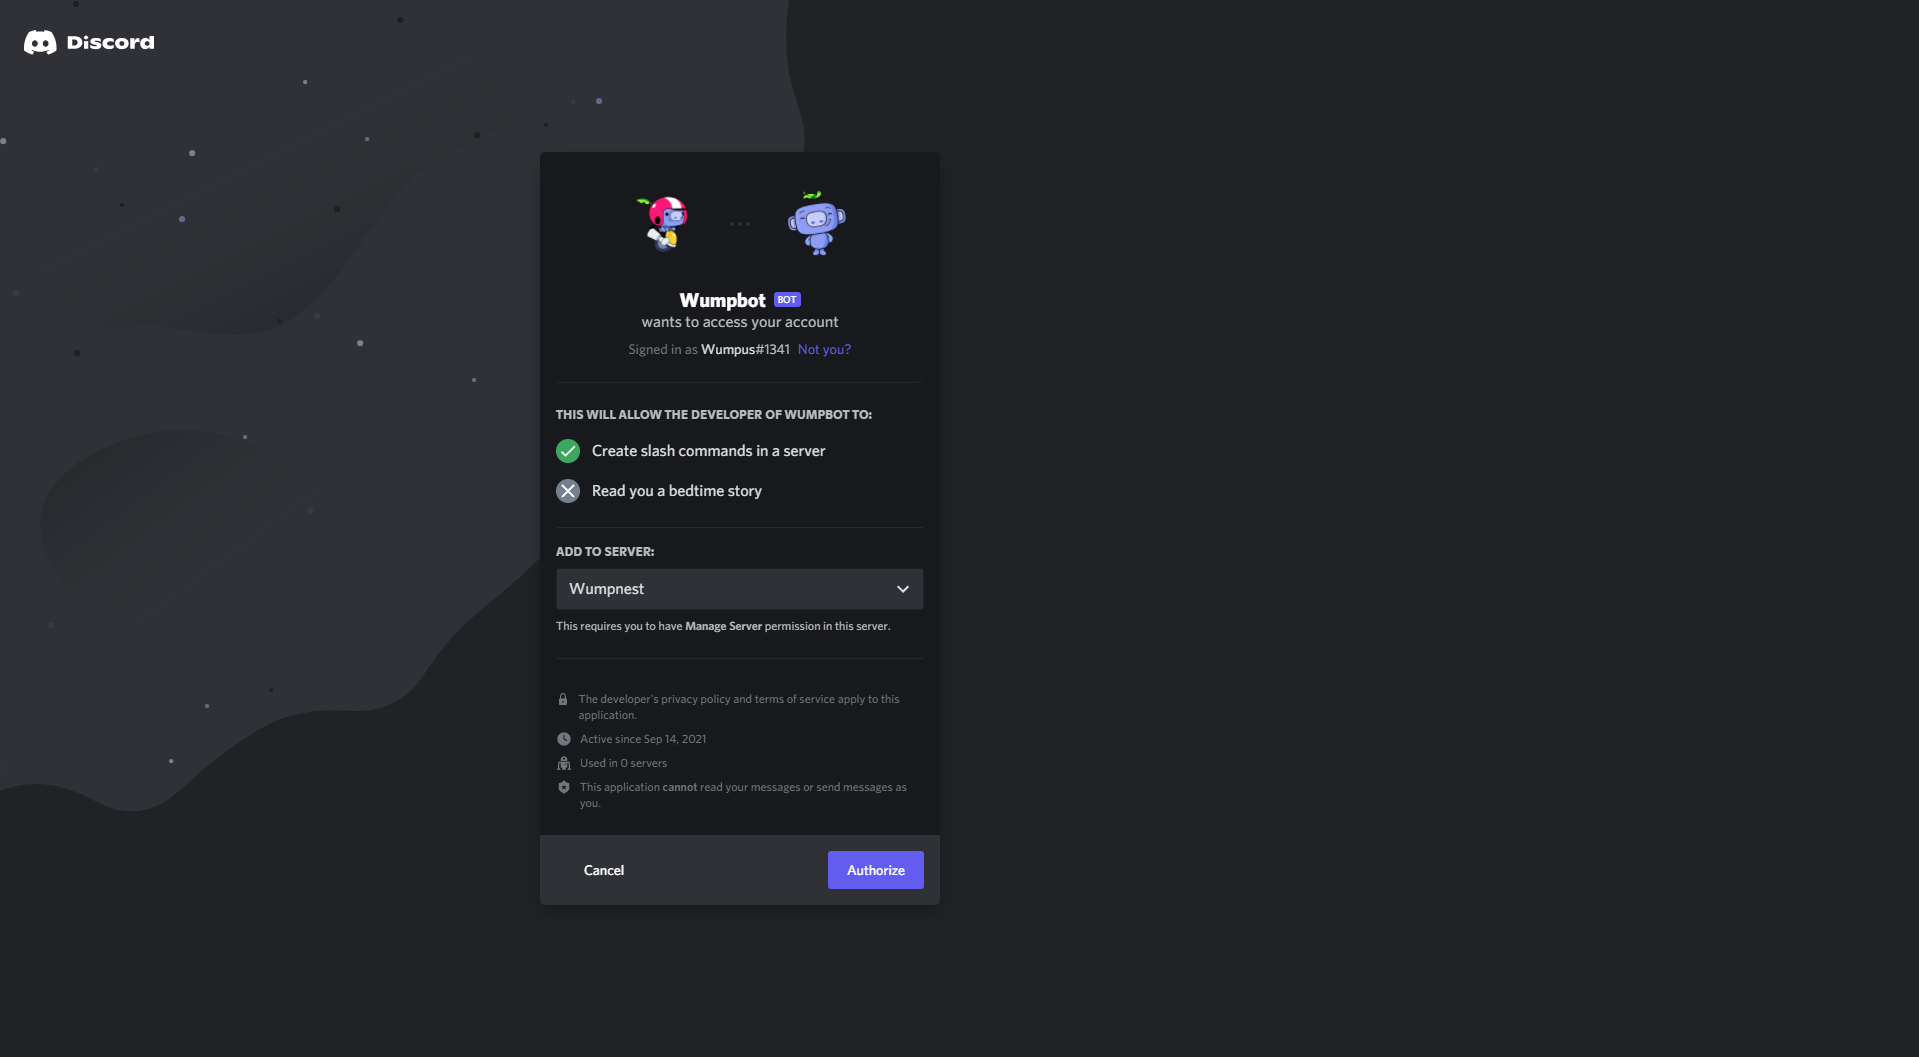 Discord
Wumpbot BOT
wants to access your account
Signed in as Wumpus#1341 Not you?
THIS WILL ALLOW THE DEVELOPER OF WUMPBOT TO:
Create slash commands in a server
Read you a bedtime story
ADD TO SERVER:
Wumpnest
This requires you to have Manage Server permission in this server.
The developer's privacy policy and terms of service apply to this
application.
Active since Sep 14, 2021
Used in 0 servers
This application cannot read your messages or send messages as
you.
Cancel
Authorize